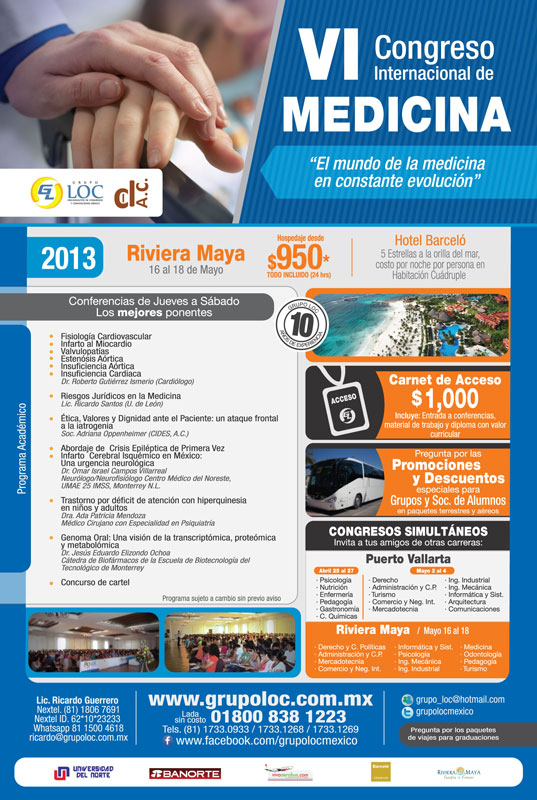 VI Congreso
Internacional de
MEDICINA
“El mundo de la medicina
en constante evolución”
GRUPO
LOC
A.C.
2013
Riviera Maya
16 al 18 de Mayo
Hospedaje desde
$950*
TODO INCLUIDO (24 hrs)
Hotel Barceló
5 Estrellas a la orilla del mar,
costo por noche por persona en
Habitación Cuádruple
Conferencias de Jueves a Sábado
Los mejores ponentes
GRUPO LOC
10
AÑOS DE EXPERIENCIA
Programa Académico
• Fisiología Cardiovascular
• Infarto al Miocardio
• Valvulopatías
• Estenósis Aórtica
• Insuficiencia Aórtica
• Insuficiencia Cardiaca
Dr. Roberto Gutiérrez Ismerio (Cardiólogo)
• Riesgos Jurídicos en la Medicina
Lic. Ricardo Santos (U. de León)
• Ética, Valores y Dignidad ante el Paciente: un ataque frontal
a la iatrogenia
Soc. Adriana Oppenheimer (CIDES, A.C.)
• Abordaje de Crisis Epiléptica de Primera Vez
• Infarto Cerebral Isquémico en México:
Una urgencia neurológica
Dr. Omar Israel Campos Villarreal
Neurólogo/Neurofisiólogo Centro Médico del Noreste,
UMAE 25 IMSS, Monterrey N.L.
• Trastorno por déficit de atención con hiperquinesia
en niños y adultos
Dra. Ada Patricia Mendoza
Médico Cirujano con Especialidad en Psiquiatría
• Genoma Oral: Una visión de la transcriptómica, proteómica
y metabolómica
Dr. Jesús Eduardo Elizondo Ochoa
Cátedra de Biofármacos de la Escuela de Biotecnología del
Tecnológico de Monterrey
• Concurso de cartel
Programa sujeto a cambio sin previo aviso
ACCESO
Carnet de Acceso
$1,000
Incluye: Entrada a conferencias,
material de trabajo y diploma con valor
curricular
Pregunta por las
Promociones
y Descuentos
especiales para
Grupos y Soc. de Alumnos
en paquetes terrestres y aéreos
CONGRESOS SIMULTÁNEOS
Invita a tus amigos de otras carreras:
Puerto Vallarta
Abril 25 al 27
· Psicología
· Nutrición
· Enfermería
· Pedagogía
· Gastronomía
· C. Químicas
Mayo 2 al 4
· Derecho
· Administración y C.P.
· Turismo
· Comercio y Neg. Int.
· Mercadotecnia
· Ing. Industrial
· Ing. Mecánica
· Informática y Sist.
· Arquitectura
· Comunicaciones
Riviera Maya / Mayo 16 al 18
· Derecho y C. Políticas
· Administración y C.P.
· Mercadotecnia
· Comercio y Neg. Int.
· Informática y Sist.
· Psicología
· Ing. Mecánica
· Ing. Industrial
· Medicina
· Odontología
· Pedagogía
· Turismo
Lic. Ricardo Guerrero
Nextel. (81) 1806 7691
Nextel ID. 62*10*23233
Whatsapp 81 1500 4618
ricardo@grupoloc.com.mx
www.grupoloc.com.mx
Lada
sin costo 01800 838 1223
Tels. (81) 1733.0933 / 1733.1268 / 1733.1269
www.facebook.com/grupolocmexico
grupo_loc@hotmail.com
grupolocmexico
Pregunta por los paquetes
de viajes para graduaciones
UNIVERSIDAD
DEL NORTE
BANORTE
vivaaerobus.com
Barceló
RIVIERA MAYA